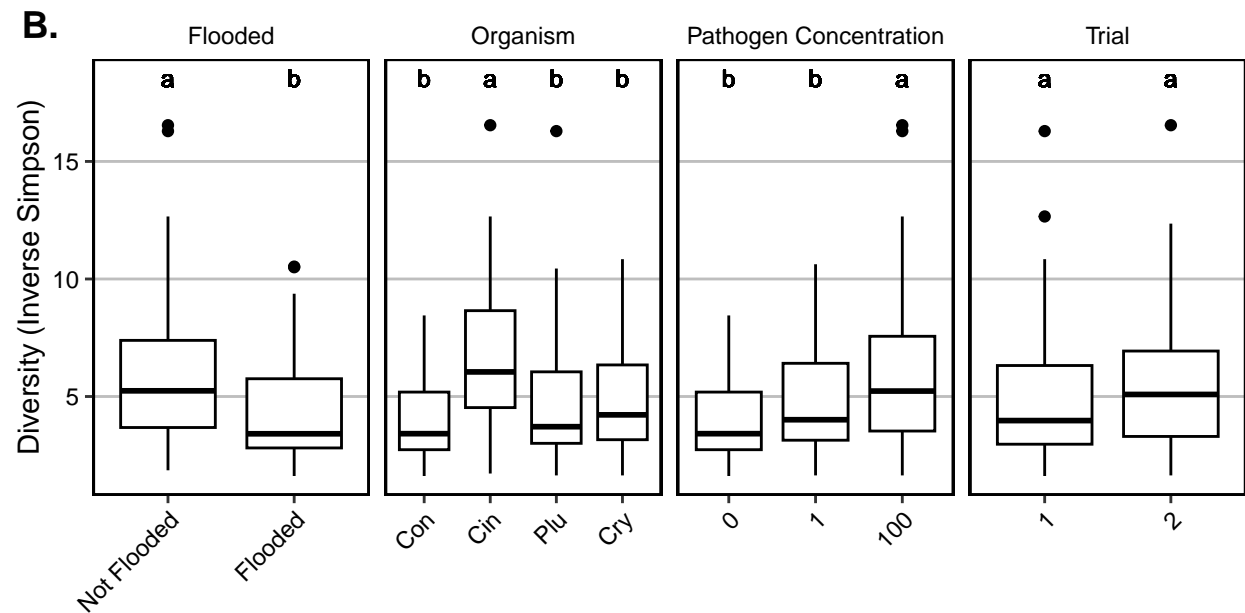 B.
Flooded
Organism
Pathogen Concentration
Trial
a b
b a b b
b b a
a a
Diversity (Inverse Simpson)
15
10
5
Not Flooded
Flooded
Con
Cin
Plu
Cry
0
1
100
1
2